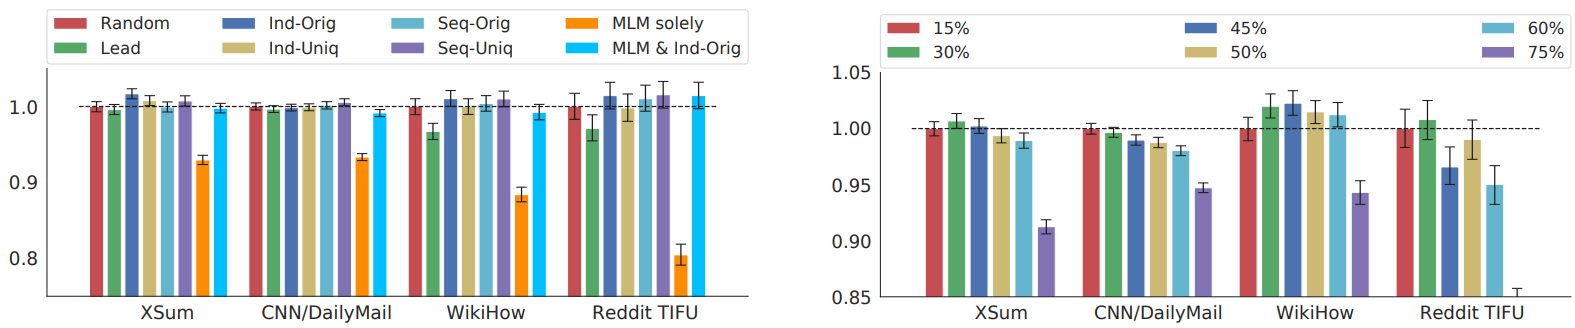 Random Ind-Orig Seq-Orig MLM solely
Lead Ind-Uniq Seq-Uniq MLM & Ind-Orig
1.0
0.9
0.8
XSum CNN/DailyMail WikiHow Reddit TIFU
15% 45% 60%
30% 50% 75%
1.05
1.00
0.95
0.90
0.85
XSum CNN/DailyMail WikiHow Reddit TIFU